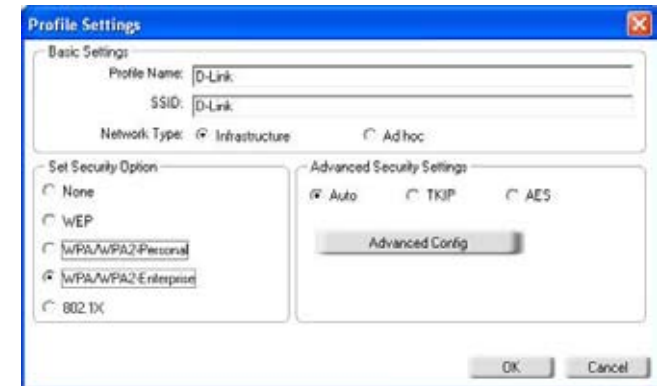 Profile Settings
Basic Settings
Profile Name: D-Link
SSID: D-Link
Network Type: Infrastructure Ad hoc
Set Security Option
None
WEP
WPA/WPA2-Personal
WPA/WPA2-Enterprise
802.1X
Advanced Security Settings
Auto TKIP AES
Advanced Config
OK Cancel